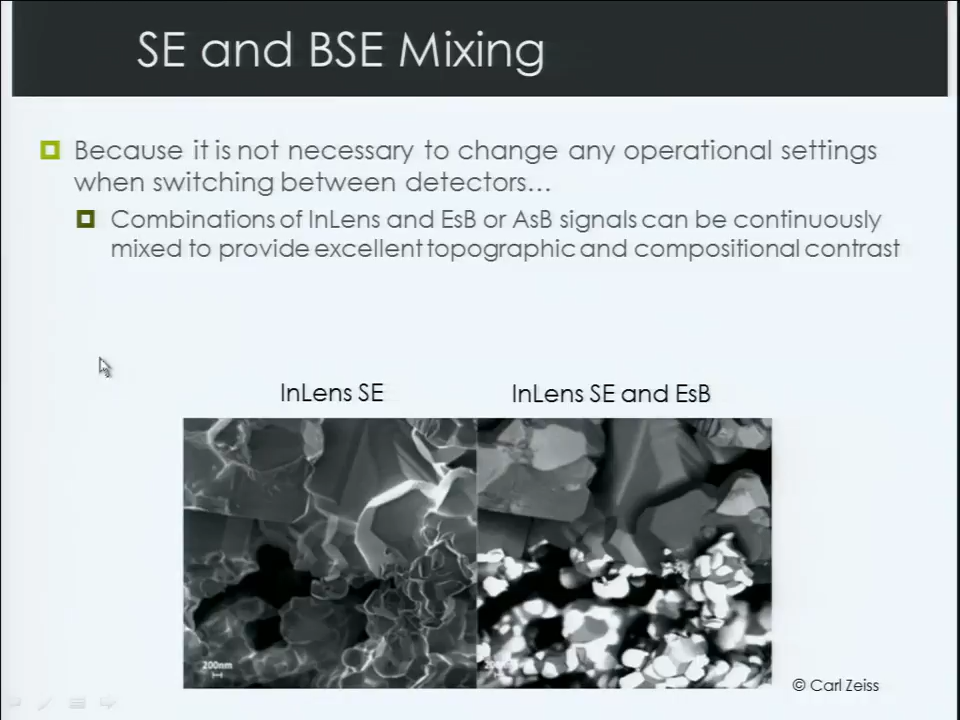 SE and BSE Mixing
Because it is not necessary to change any operational settings
when switching between detectors...
Combinations of InLens and EsB or AsB signals can be continuously
mixed to provide excellent topographic and compositional contrast
InLens SE
InLens SE and EsB
200nm
© Carl Zeiss